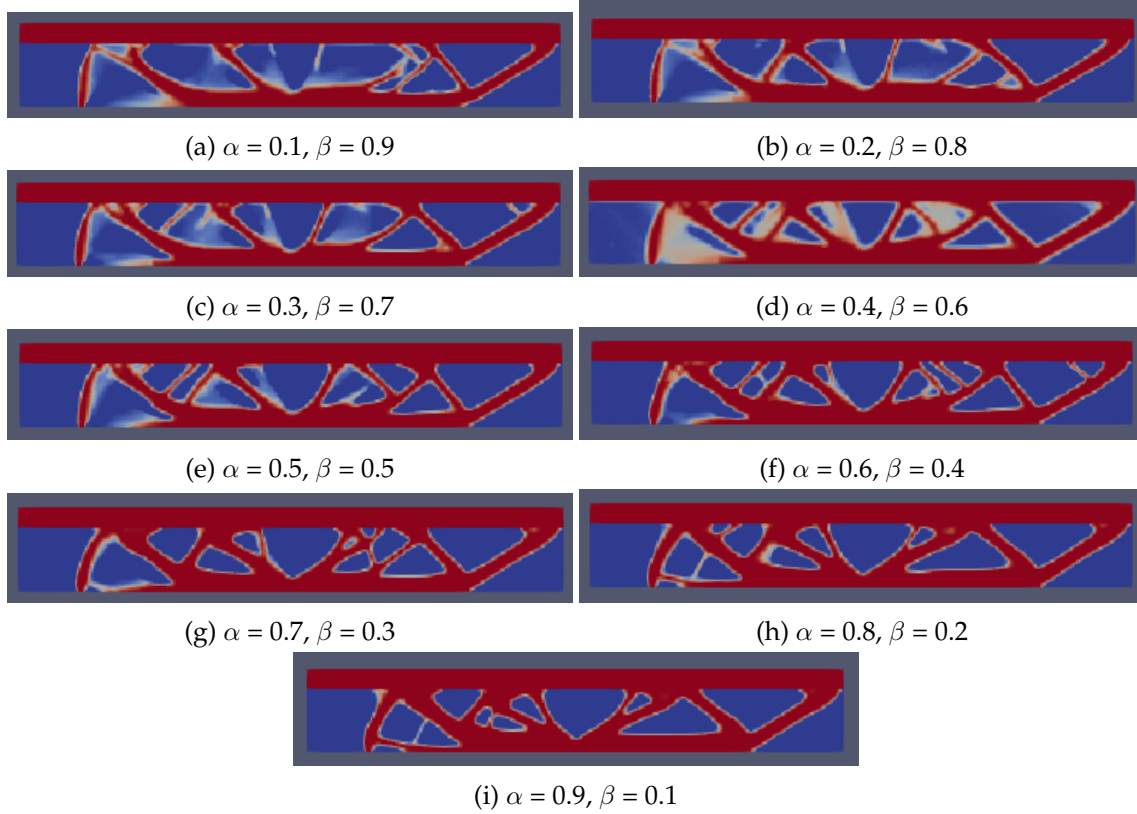 (a) α = 0.1, β = 0.9
(b) α = 0.2, β = 0.8
(c) α = 0.3, β = 0.7
(d) α = 0.4, β = 0.6
(e) α = 0.5, β = 0.5
(f) α = 0.6, β = 0.4
(g) α = 0.7, β = 0.3
(h) α = 0.8, β = 0.2
(i) α = 0.9, β = 0.1